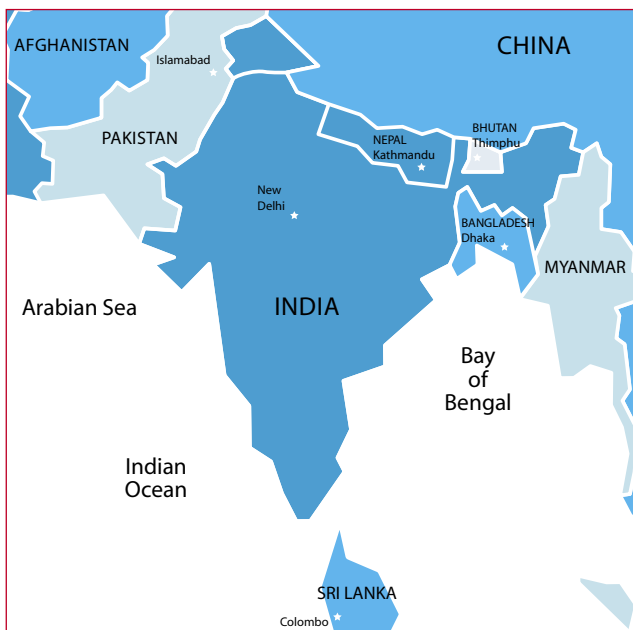 AFGHANISTAN
CHINA
Islamabad
PAKISTAN
BHUTAN
Thimphu
NEPAL
Kathmandu
New
Delhi
BANGLADESH
Dhaka
MYANMAR
Arabian Sea
INDIA
Bay
of
Bengal
Indian
Ocean
SRI LANKA
Colombo